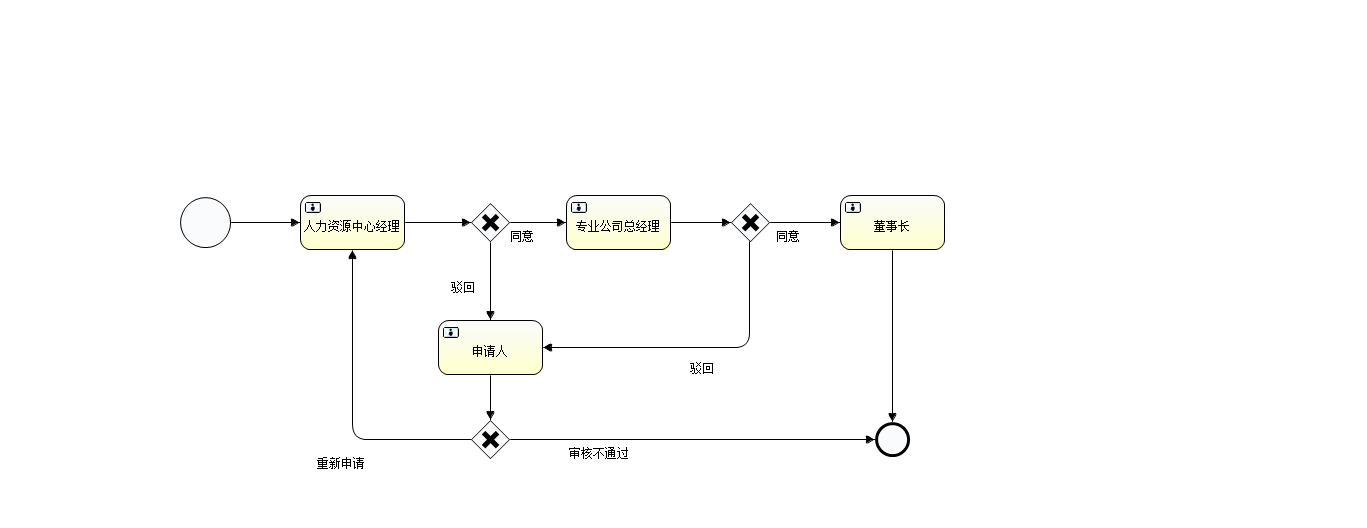 人力资源中心经理
同意
专业公司总经理
同意
董事长
驳回
申请人
驳回
审核不通过
重新申请